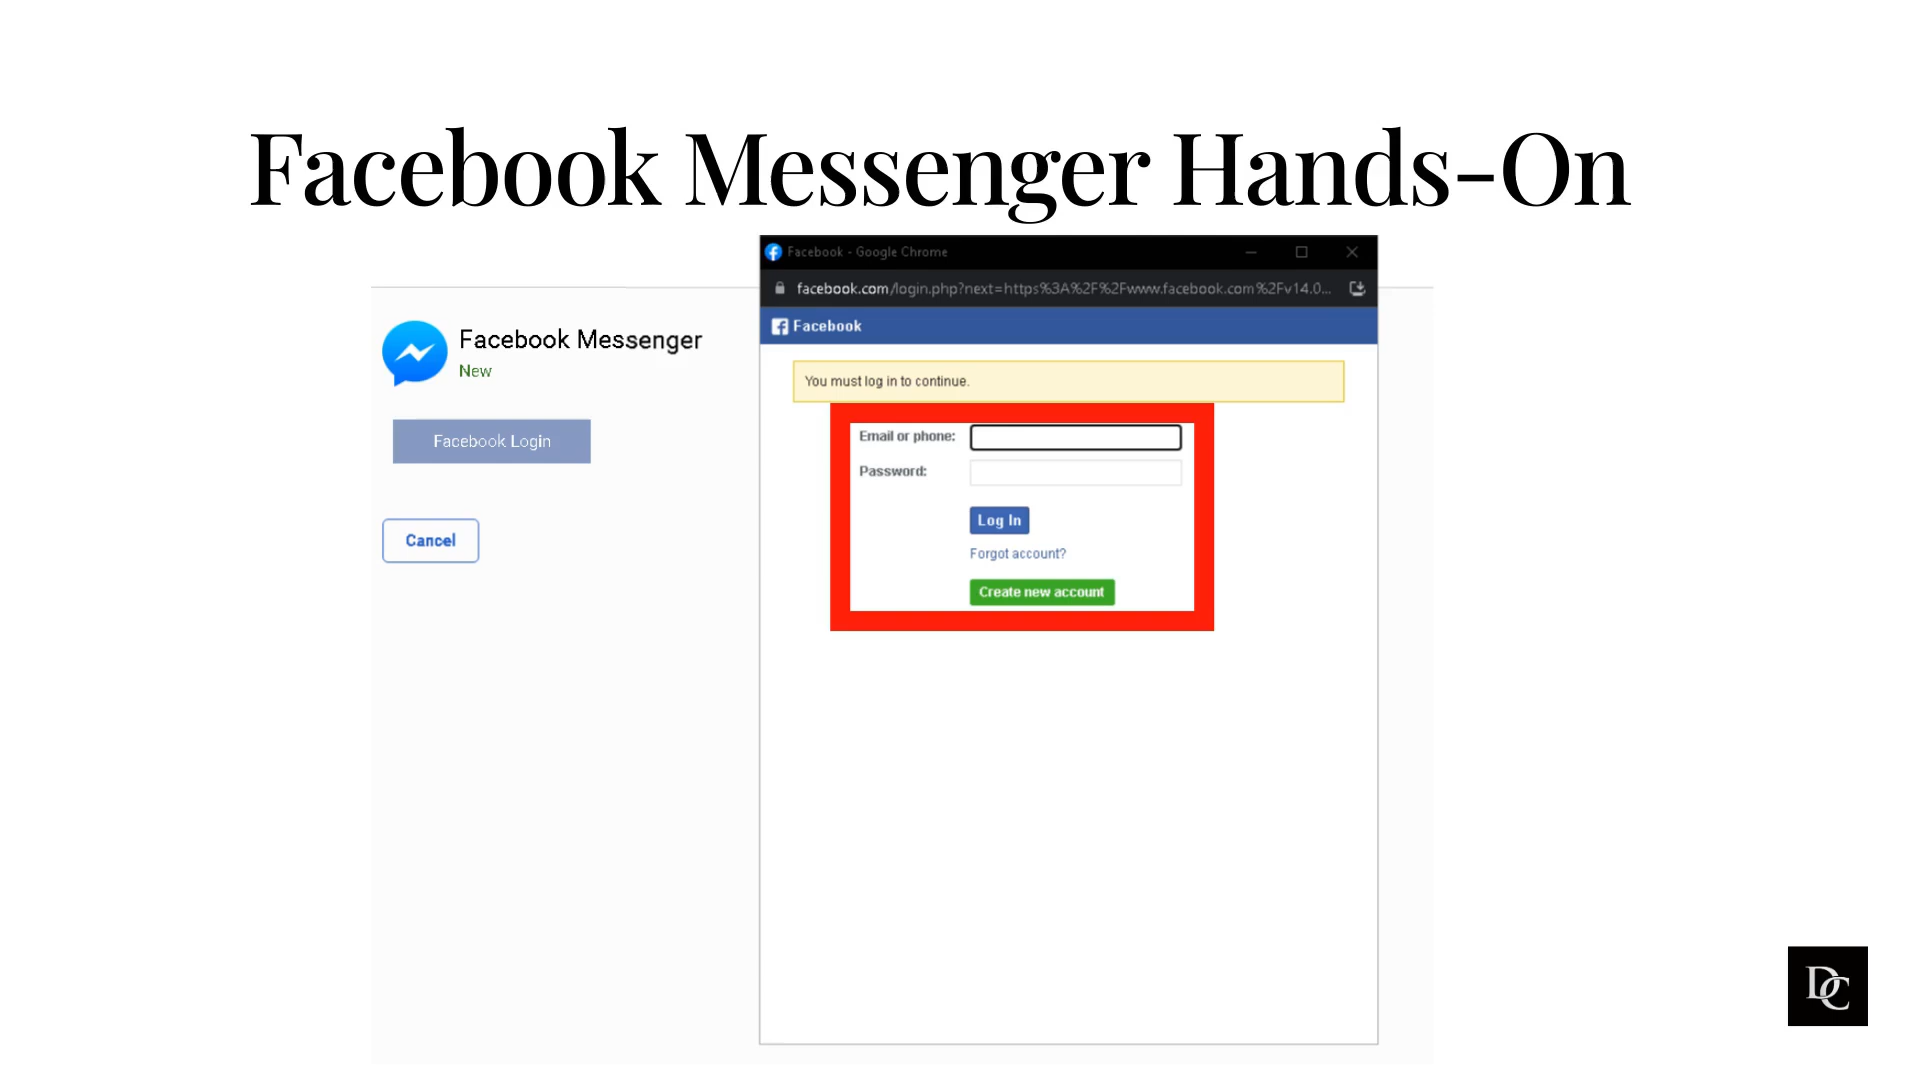 Facebook Messenger Hands-On
Facebook - Google Chrome
facebook.com/login.php?next=https%3A%2F%2Fwww.facebook.com%2Fv14.0...
Facebook
Facebook Messenger
New
Facebook Login
Cancel
You must log in to continue.
Email or phone:
Password:
Log In
Forgot account?
Create new account
DC